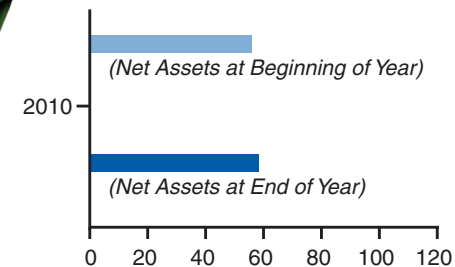 (Net Assets at Beginning of Year)
2010
(Net Assets at End of Year)
0 20 40 60 80 100 120